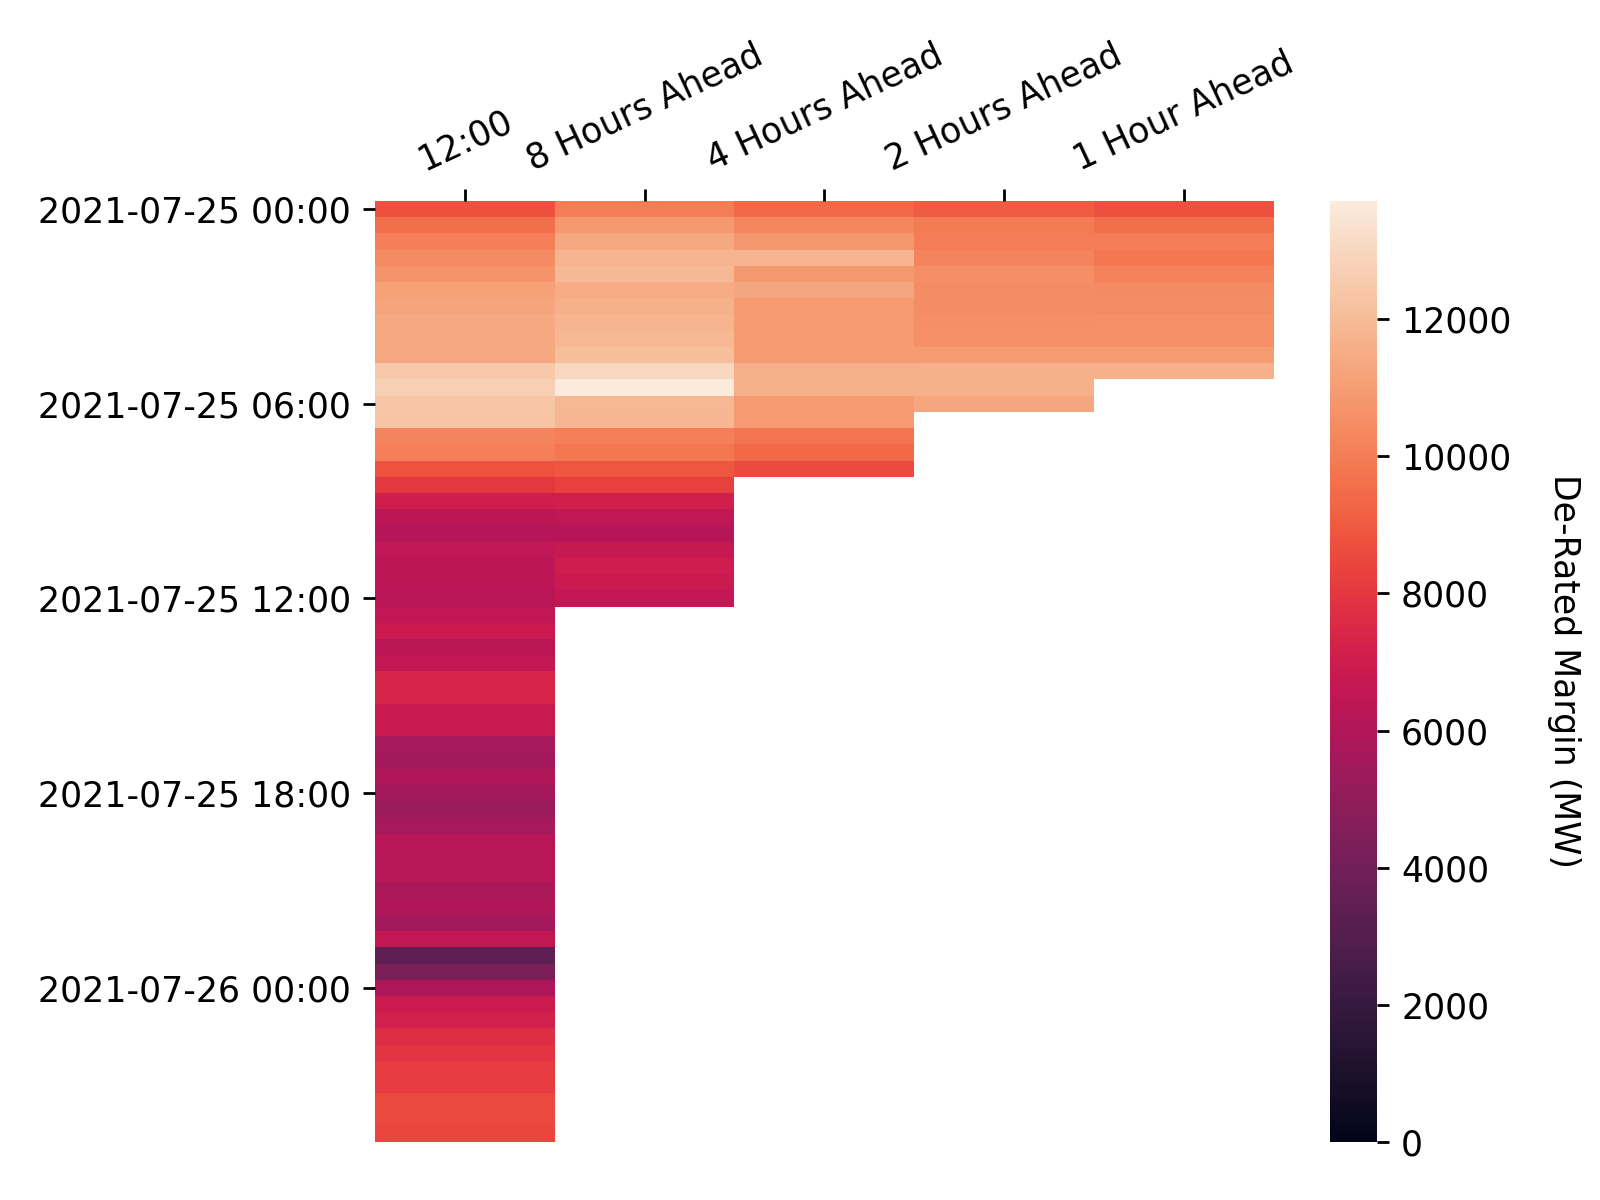 12:00
8 Hours Ahead
4 Hours Ahead
2 Hours Ahead
1 Hour Ahead
2021-07-25 00:00
2021-07-25 06:00
2021-07-25 12:00
2021-07-25 18:00
2021-07-26 00:00
12000
10000
8000
6000
4000
2000
0
De-Rated Margin (MW)